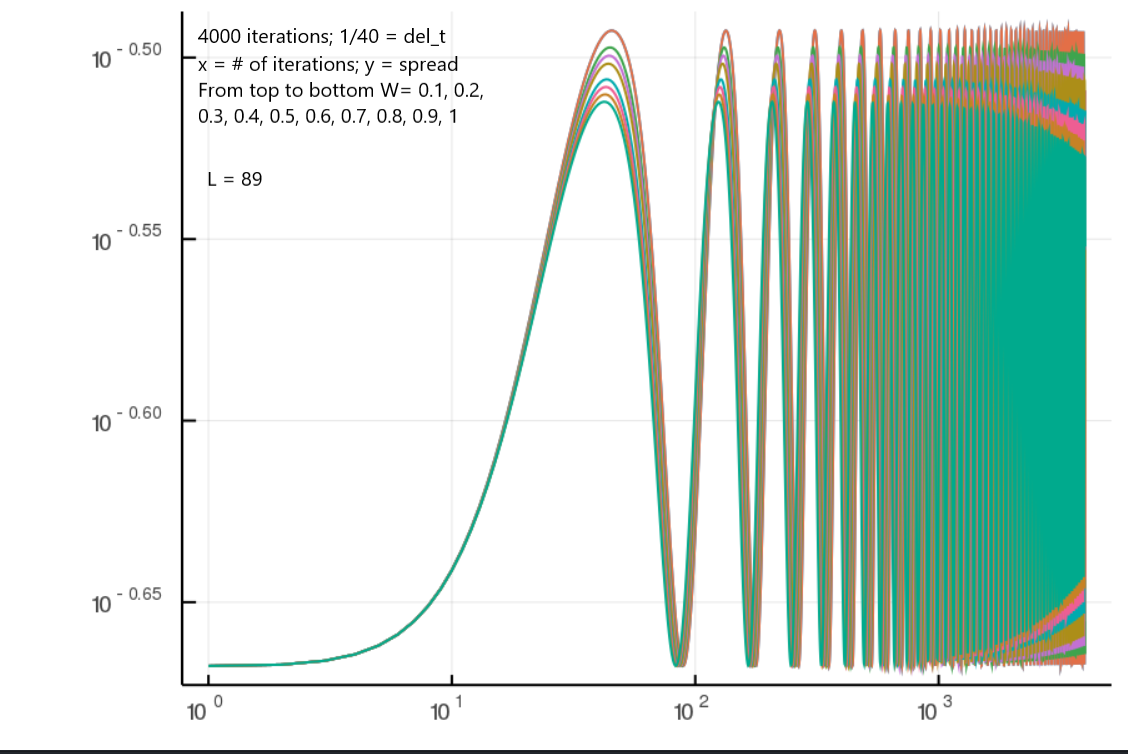 4000 iterations; 1/40 = del_t
x = # of iterations; y = spread
From top to bottom W= 0.1, 0.2,
0.3, 0.4, 0.5, 0.6, 0.7, 0.8, 0.9, 1
L = 89
10 - 0.50
10 - 0.55
10 - 0.60
10 - 0.65
10 0 10 1 10 2 10 3